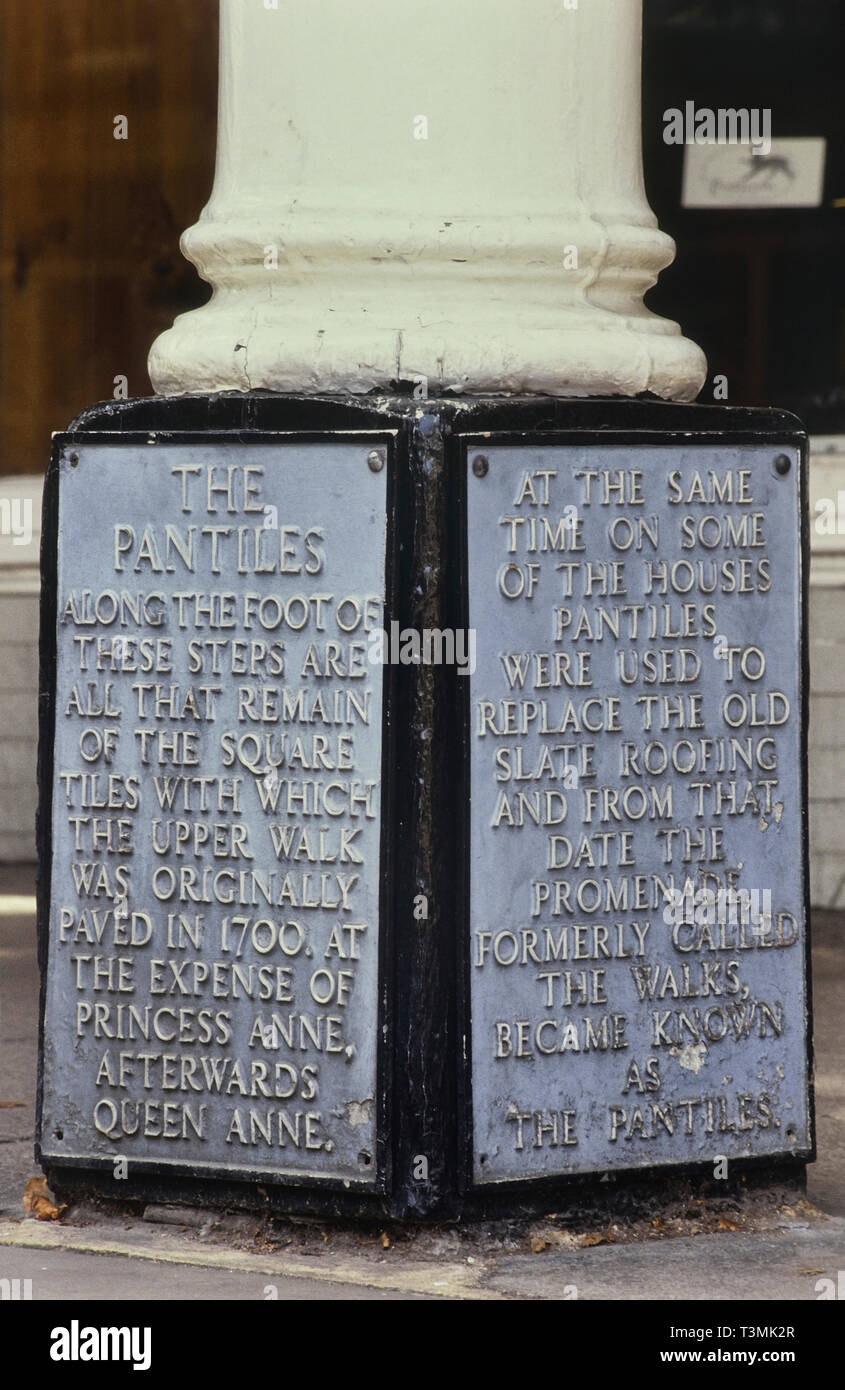 THE
PANTILES
ALONG THE FOOT OF
THESE STEPS ARE
ALL THAT REMAIN
OF THE SQUARE
TILES WITH WHICH
THE UPPER WALK
WAS ORIGINALLY
PAVED IN 1700. AT
THE EXPENSE OF
PRINCESS ANNE,
AFTERWARDS
QUEEN ANNE.
AT THE SAME
TIME ON SOME
OF THE HOUSES
PANTILES
WERE USED TO
REPLACE THE OLD
SLATE ROOFING
AND FROM THAT
DATE THE
PROMENADE,
FORMERLY CALLED
THE WALKS,
BECAME KNOWN
AS
THE PANTILES.
alamy
alamy
Image ID: T3MK2R
www.alamy.com